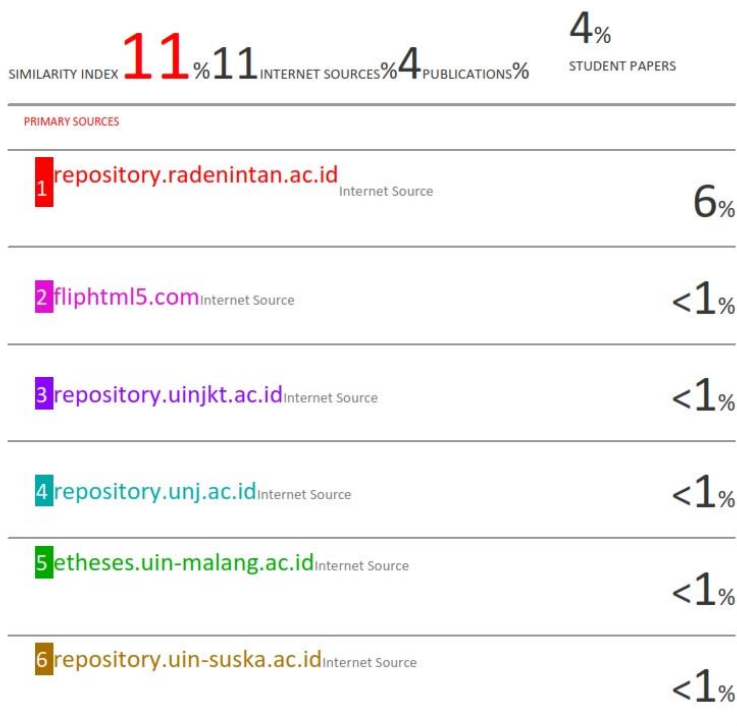 SIMILARITY INDEX 11%11 INTERNET SOURCES%4 PUBLICATIONS%
4%
STUDENT PAPERS
PRIMARY SOURCES
1 repository.radenintan.ac.id Internet Source
6%
2 fliphtml5.com Internet Source
<1%
3 repository.uinjkt.ac.id Internet Source
<1%
4 repository.unj.ac.id Internet Source
<1%
5 etheses.uin-malang.ac.id Internet Source
<1%
6 repository.uin-suska.ac.id Internet Source
<1%